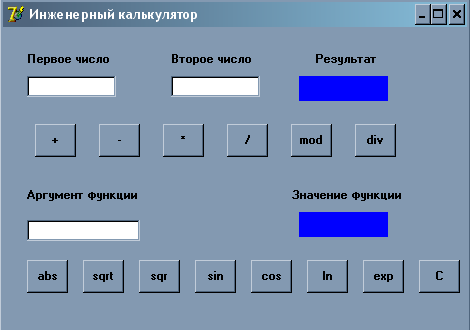 Инженерный калькулятор
Первое число Второе число Результат
+ - * / mod div
Аргумент функции Значение функции
abs sqrt sqr sin cos ln exp C